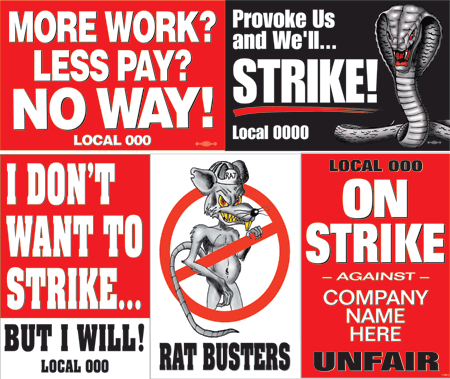 MORE WORK?
LESS PAY?
NO WAY!
LOCAL 000
Provoke Us
and We'll...
STRIKE!
Local 0000
I DON'T
WANT TO
STRIKE...
BUT I WILL!
LOCAL 000
RAT
RAT BUSTERS
LOCAL 000
ON
STRIKE
– AGAINST –
COMPANY
NAME
HERE
UNFAIR